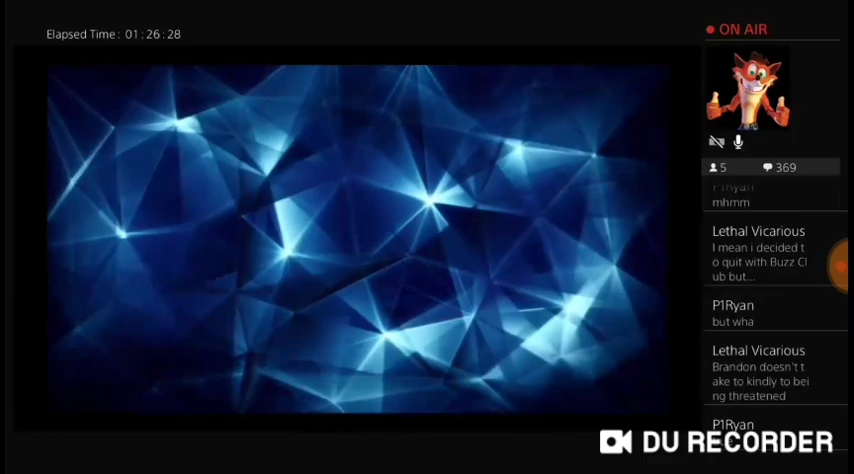 Elapsed Time: 01:26:28
ON AIR
5 369
P1Ryan
mhmm
Lethal Vicarious
I mean i decided t
o quit with Buzz Cl
ub but...
P1Ryan
but wha
Lethal Vicarious
Brandon doesn't t
ake to kindly to bei
ng threatened
P1Ryan
DU RECORDER